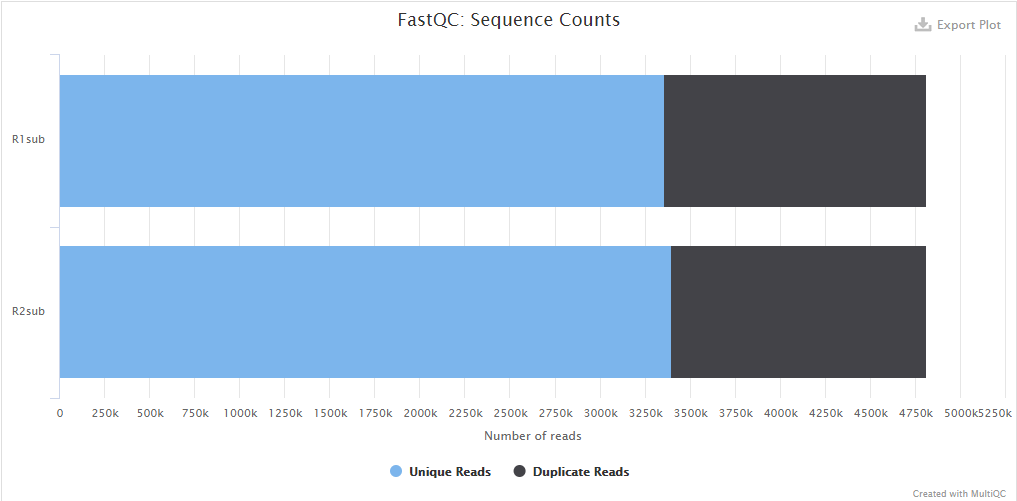 FastQC: Sequence Counts
Export Plot
R1sub
R2sub
0 250k 500k 750k 1000k 1250k 1500k 1750k 2000k 2250k 2500k 2750k 3000k 3250k 3500k 3750k 4000k 4250k 4500k 4750k 5000k 5250k
Number of reads
Unique Reads Duplicate Reads
Created with MultiQC